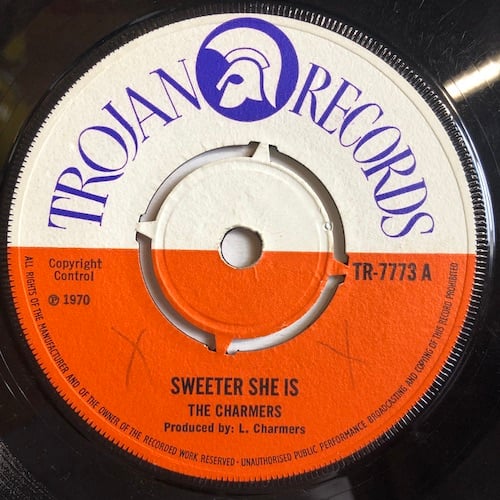 TROJAN RECORDS
Copyright
Control
℗ 1970
TR-7773 A
SWEETER SHE IS
THE CHARMERS
Produced by: L. Charmers
ALL RIGHTS OF THE MANUFACTURER AND OF THE OWNER OF THE RECORDED WORK RESERVED - UNAUTHORISED PUBLIC PERFORMANCE BROADCASTING AND COPYING OF THIS RECORD PROHIBITED
X X